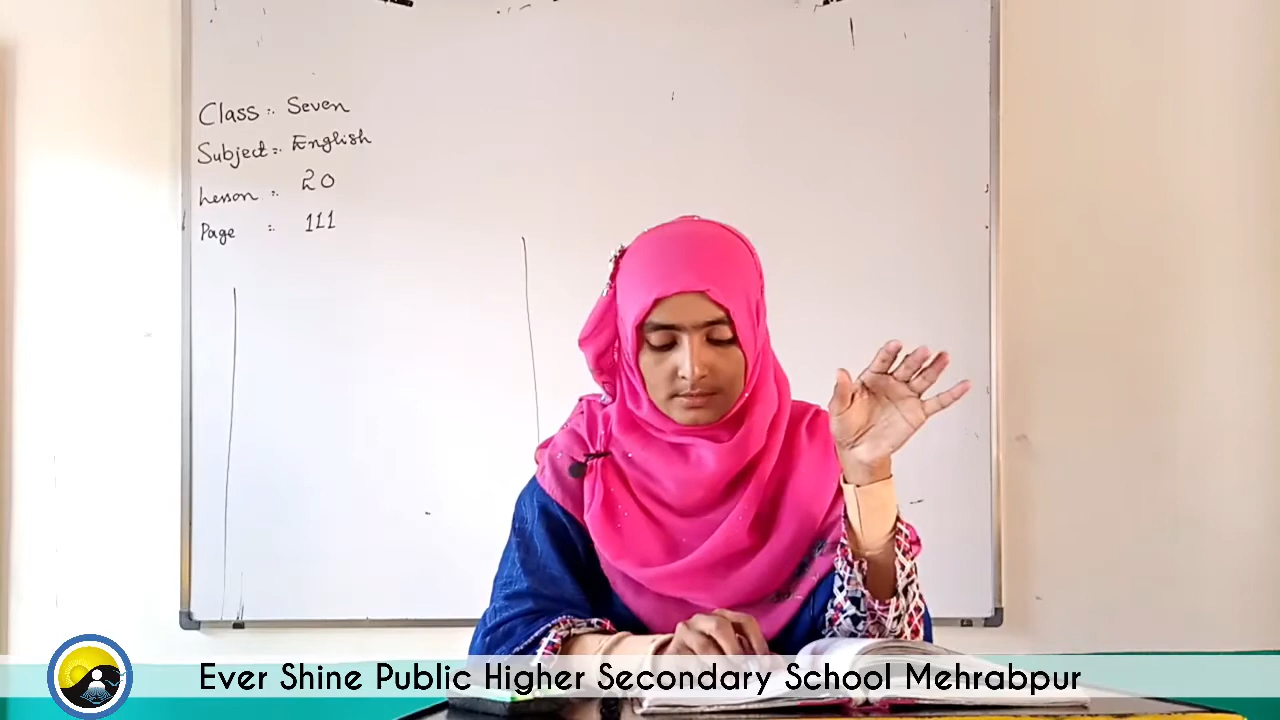 Class :- Seven
Subject :- English
Lesson :- 20
Page :- 111
Ever Shine Public Higher Secondary School Mehrabpur